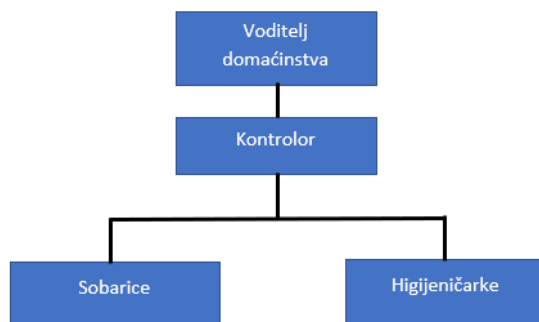 Voditelj
domaćinstva
Kontrolor
Sobarice
Higijeničarke